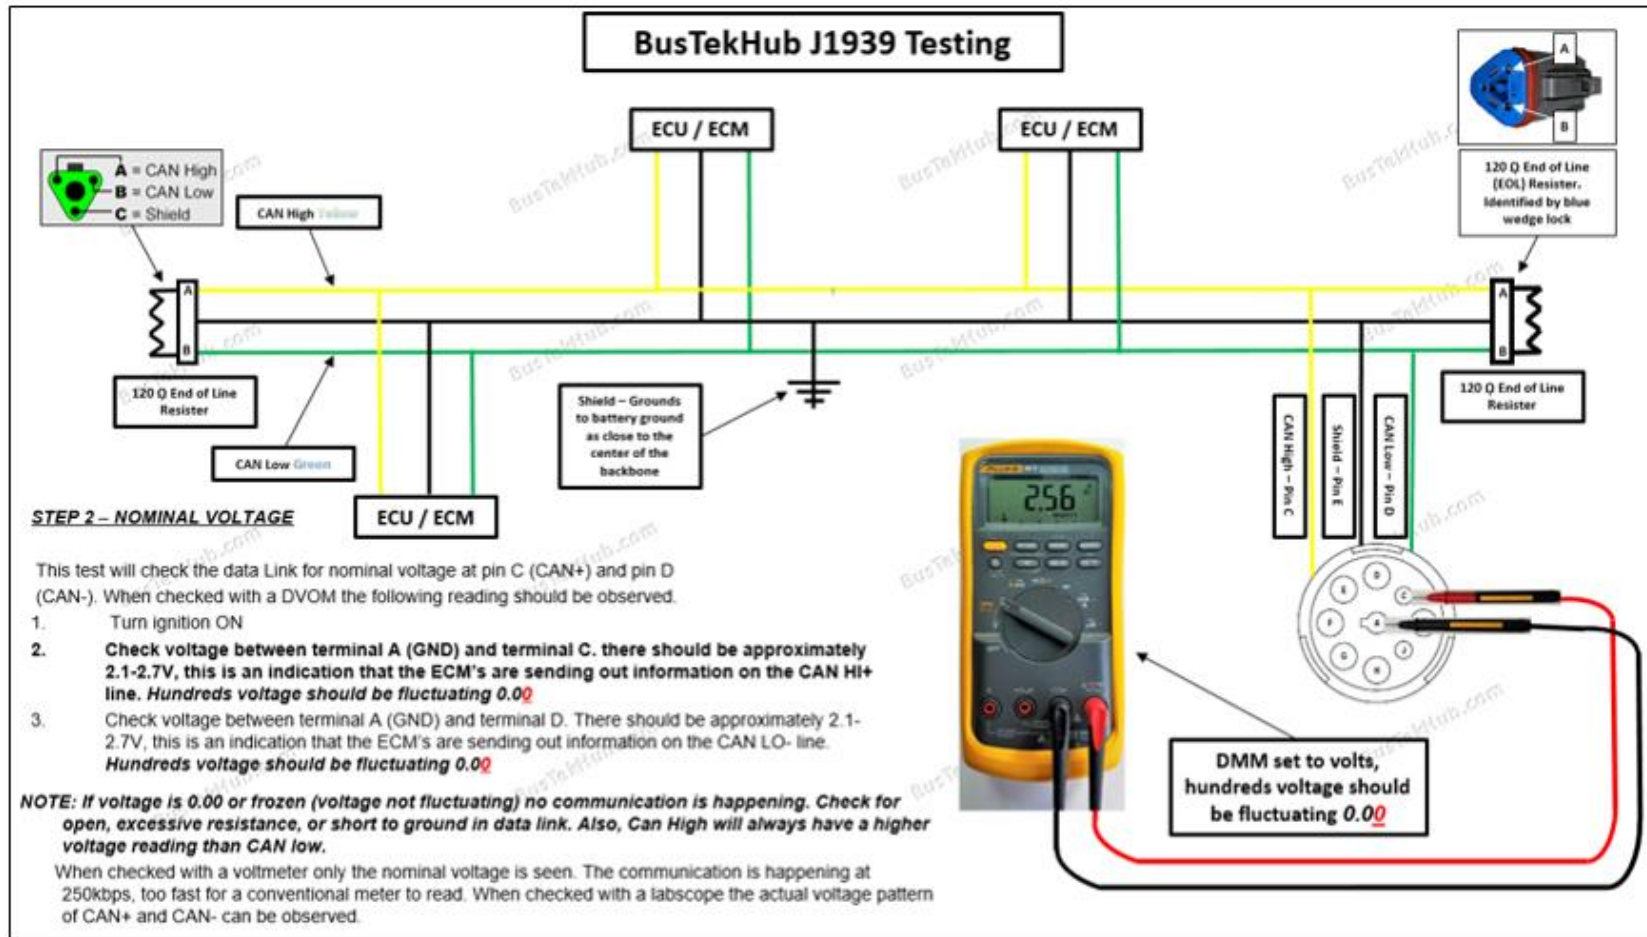 BusTekHub J1939 Testing
A
B
ECU / ECM
ECU / ECM
A = CAN High
B = CAN Low
C = Shield
120 Ω End of Line
(EOL) Resister.
Identified by blue
wedge lock
CAN High Yellow
A
B
A
B
120 Ω End of Line
Resister
CAN Low Green
Shield – Grounds
to battery ground
as close to the
center of the
backbone
120 Ω End of Line
Resister
CAN High – Pin C
Shield – Pin E
CAN Low – Pin D
ECU / ECM
FLUKE
2.56
D
E
C
F
A
G
J
H
STEP 2 – NOMINAL VOLTAGE
This test will check the data Link for nominal voltage at pin C (CAN+) and pin D
(CAN-). When checked with a DVOM the following reading should be observed.
1. Turn ignition ON
2. Check voltage between terminal A (GND) and terminal C. there should be approximately
2.1-2.7V, this is an indication that the ECM's are sending out information on the CAN HI+
line. Hundreds voltage should be fluctuating 0.00
3. Check voltage between terminal A (GND) and terminal D. There should be approximately 2.1-
2.7V, this is an indication that the ECM's are sending out information on the CAN LO- line.
Hundreds voltage should be fluctuating 0.00
NOTE: If voltage is 0.00 or frozen (voltage not fluctuating) no communication is happening. Check for
open, excessive resistance, or short to ground in data link. Also, Can High will always have a higher
voltage reading than CAN low.
When checked with a voltmeter only the nominal voltage is seen. The communication is happening at
250kbps, too fast for a conventional meter to read. When checked with a labscope the actual voltage pattern
of CAN+ and CAN- can be observed.
DMM set to volts,
hundreds voltage should
be fluctuating 0.00
BusTekHub.com